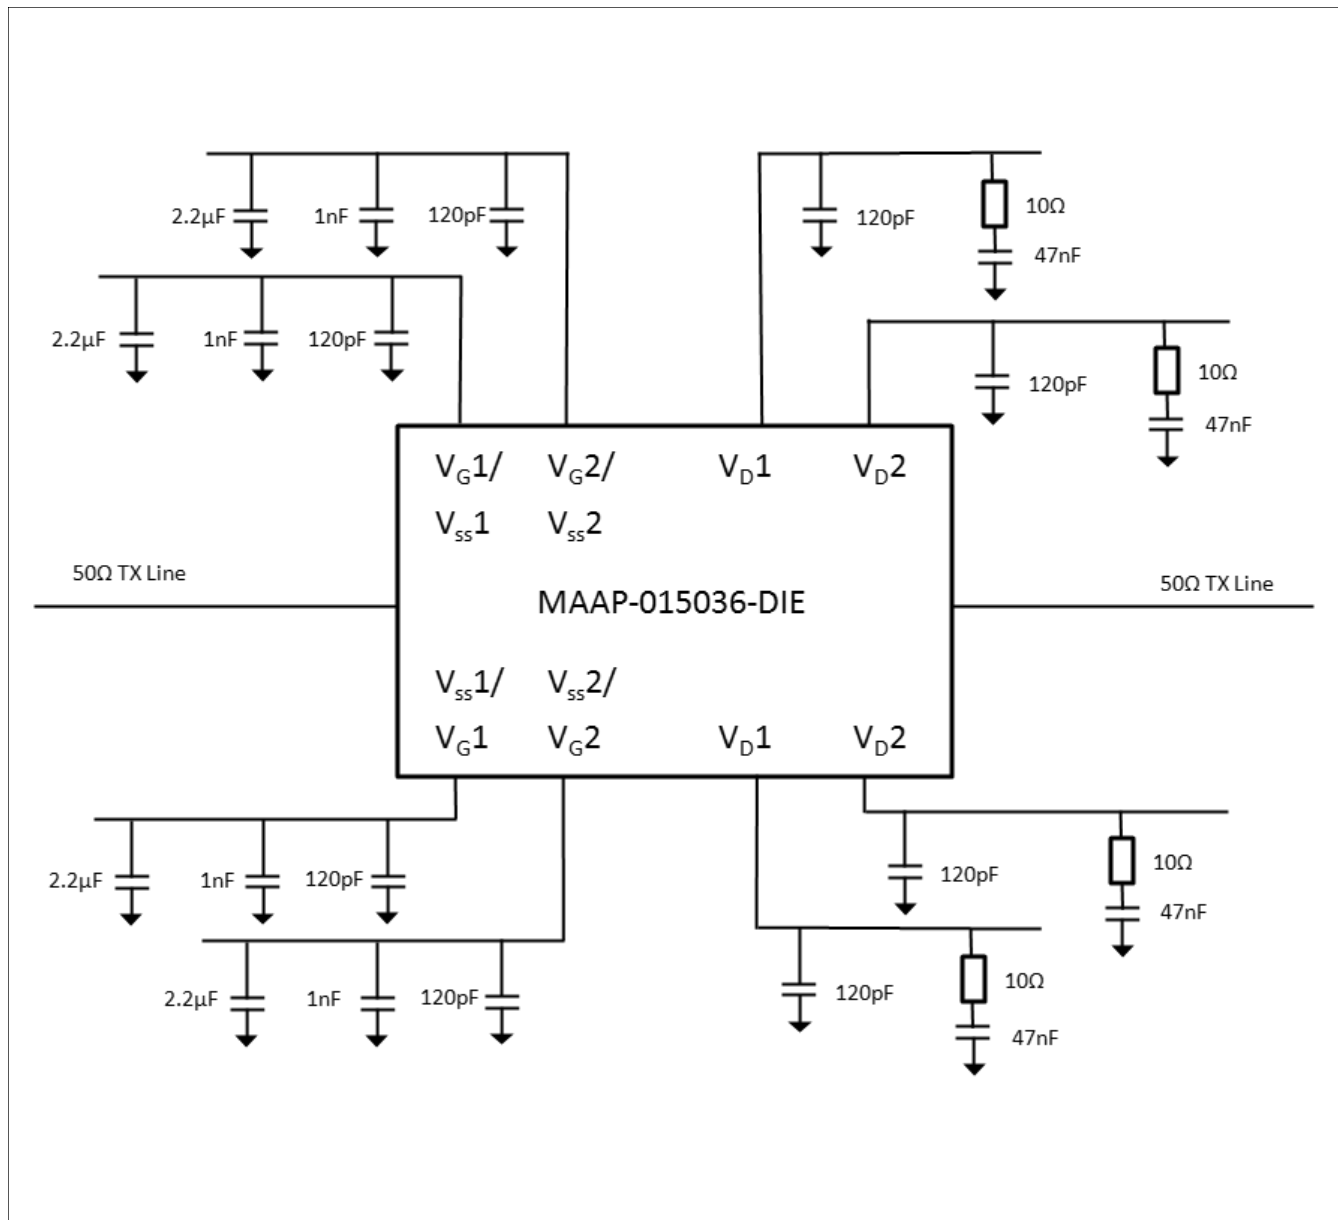 2.2µF 1nF 120pF
120pF
10Ω
47nF
2.2µF 1nF 120pF
120pF
10Ω
47nF
VG1/ VG2/ VD1 VD2
Vss1 Vss2
50Ω TX Line
50Ω TX Line
MAAP-015036-DIE
Vss1/ Vss2/
VG1 VG2 VD1 VD2
2.2µF 1nF 120pF
120pF
10Ω
47nF
2.2µF 1nF 120pF
120pF
10Ω
47nF